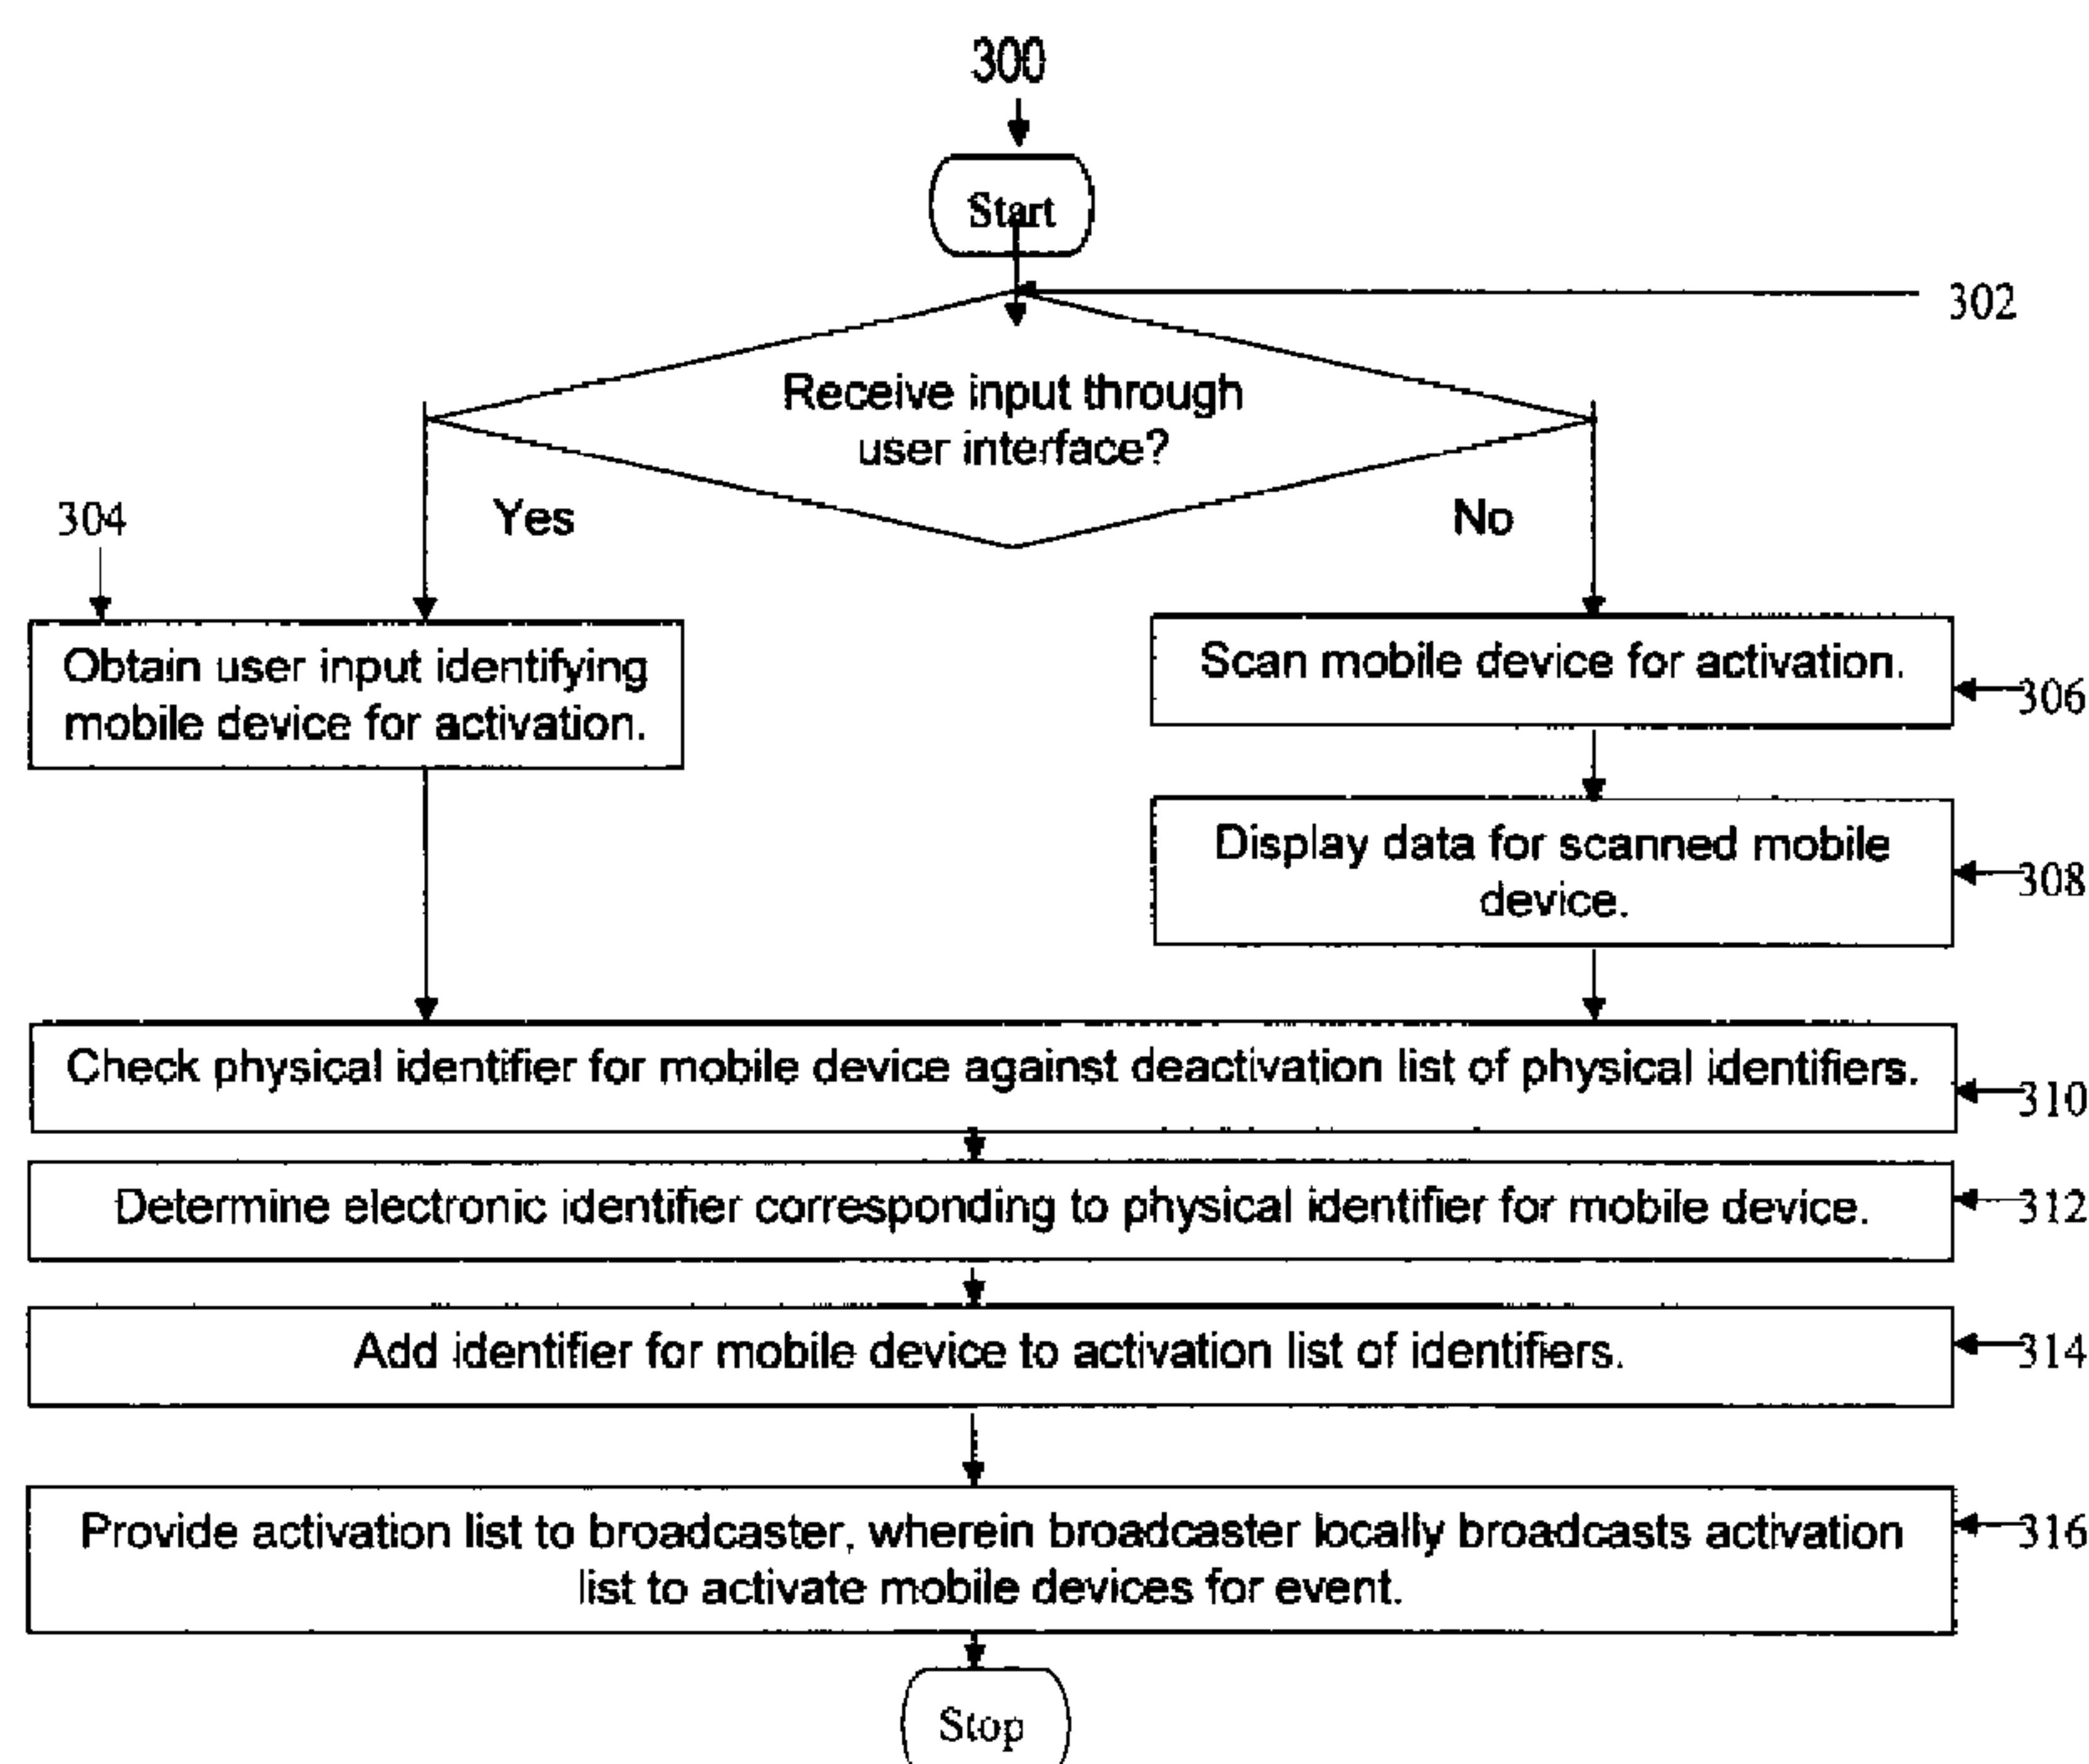 300
Start
302
Receive input through
user interface?
304
Yes
No
Obtain user input identifying
mobile device for activation.
Scan mobile device for activation.
306
Display data for scanned mobile
device.
308
Check physical identifier for mobile device against deactivation list of physical identifiers.
310
Determine electronic identifier corresponding to physical identifier for mobile device.
312
Add identifier for mobile device to activation list of identifiers.
314
Provide activation list to broadcaster, wherein broadcaster locally broadcasts activation
list to activate mobile devices for event.
316
Stop